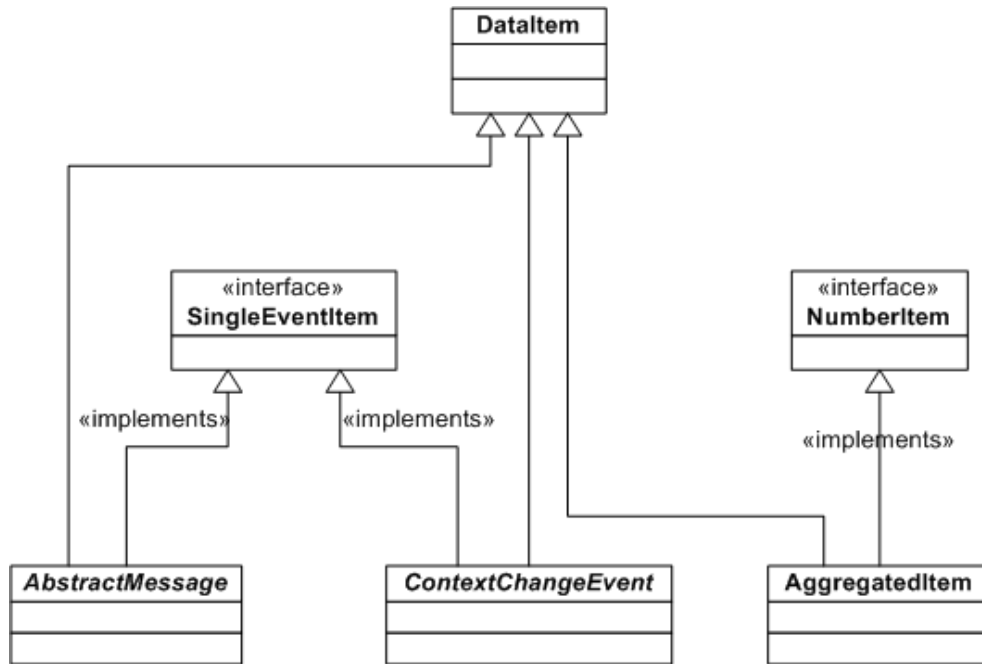 DataItem
«interface»
SingleEventItem
«interface»
NumberItem
«implements»
«implements»
«implements»
AbstractMessage
ContextChangeEvent
AggregatedItem